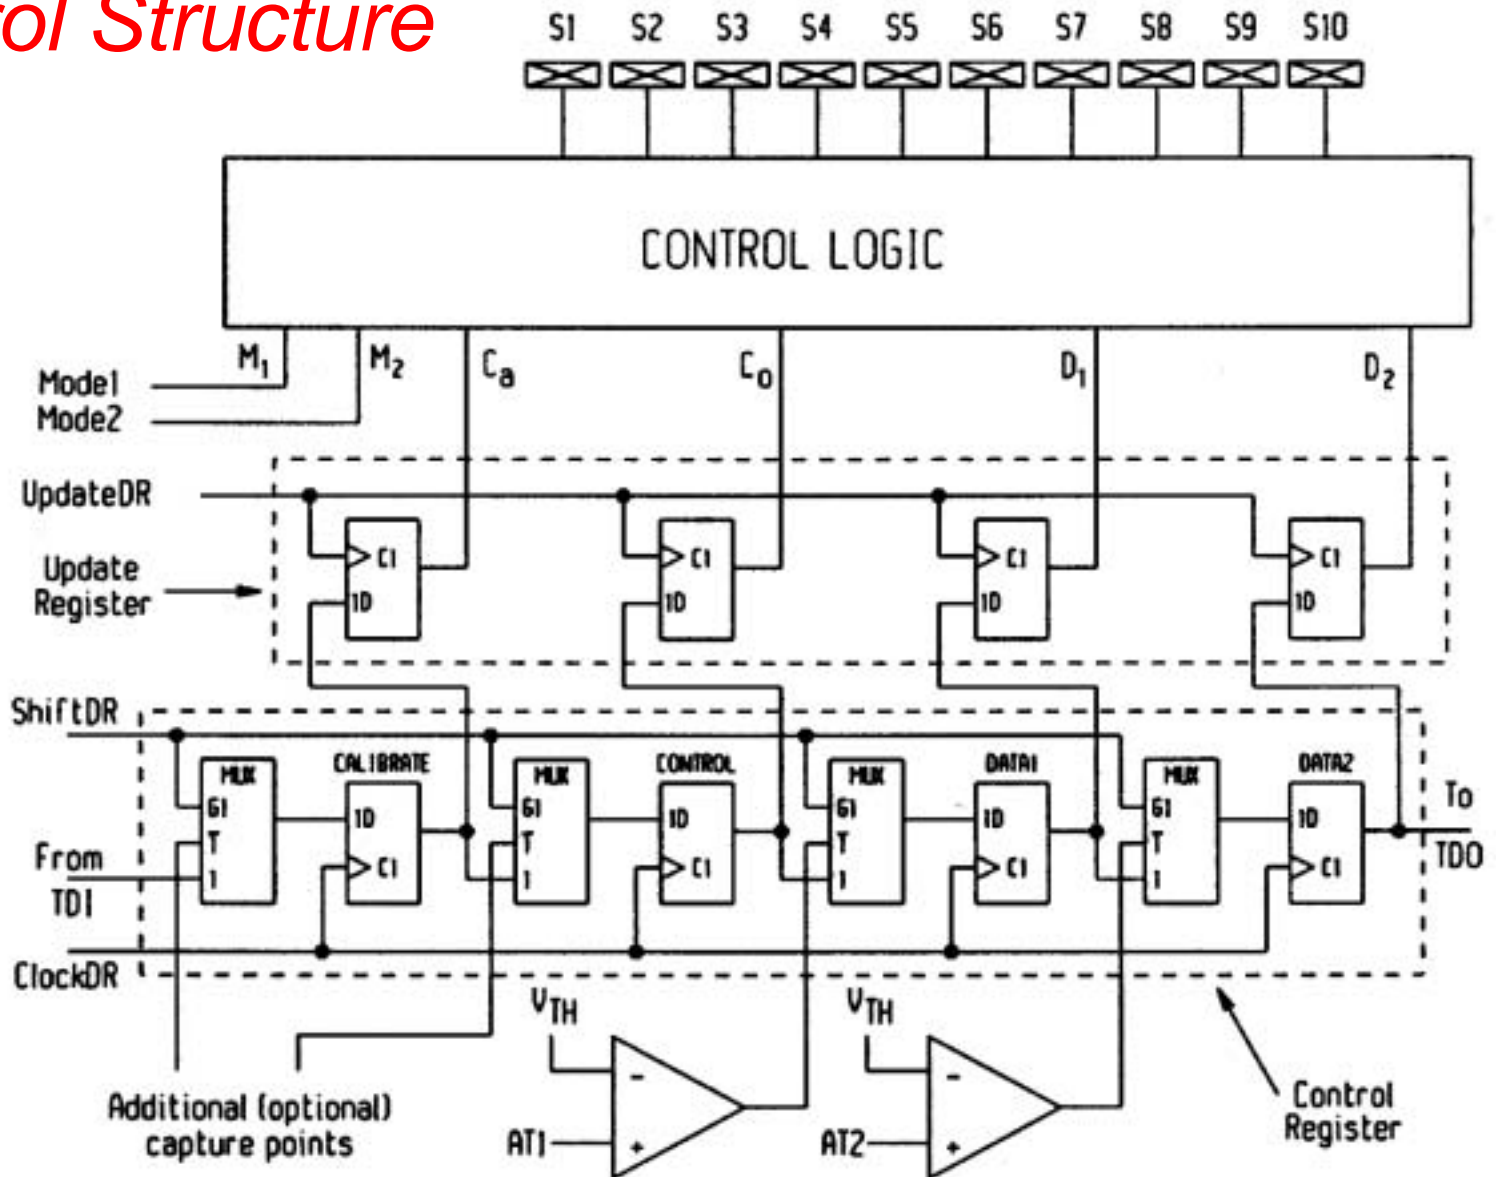 rol Structure
S1 S2 S3 S4 S5 S6 S7 S8 S9 S10
CONTROL LOGIC
M1 M2 Ca Co D1 D2
Mode1
Mode2
UpdateDR
C1 C1 C1 C1
Update
Register
1D 1D 1D 1D
ShiftDR
MUX CALIBRATE MUX CONTROL MUX DATA1 MUX DATA2
G1 1D G1 1D G1 1D G1 1D
To
TDO
From
TDI
T T T T
1 C1 1 C1 1 C1 1 C1
ClockDR
VTH VTH
- -
Additional (optional)
capture points
AT1 + AT2 +
Control
Register